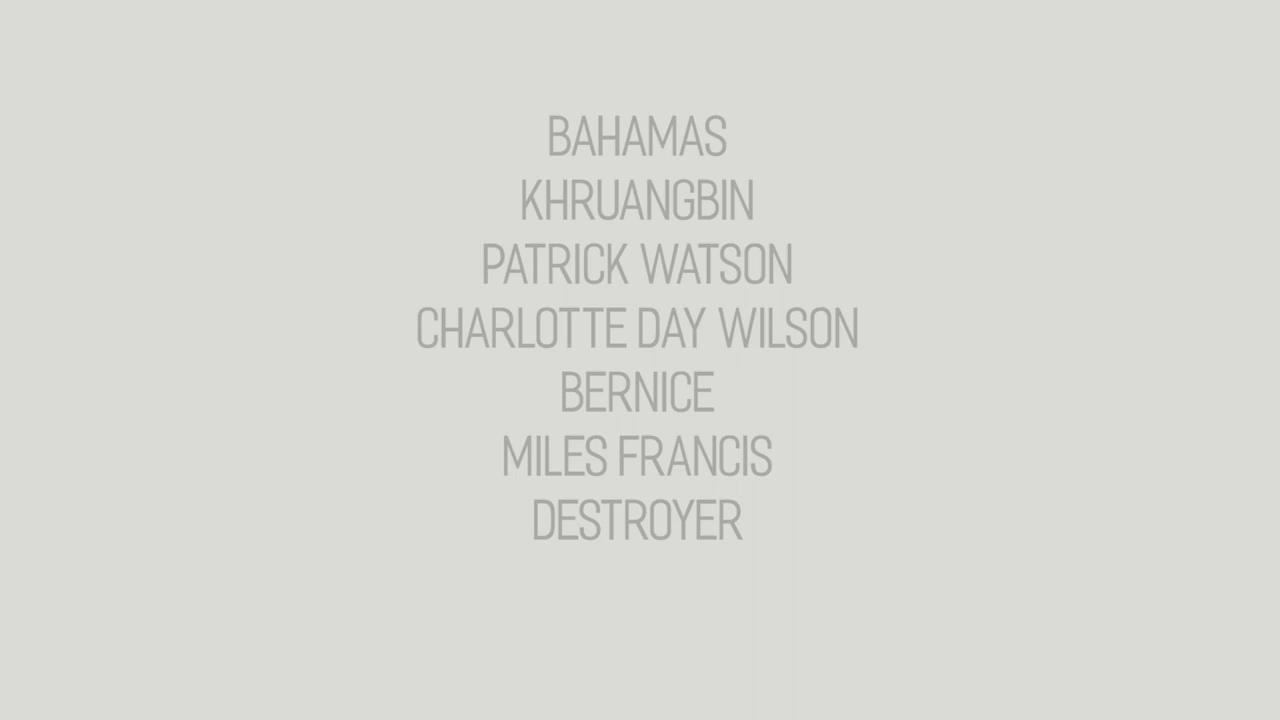 BAHAMAS
KHRUANGBIN
PATRICK WATSON
CHARLOTTE DAY WILSON
BERNICE
MILES FRANCIS
DESTROYER